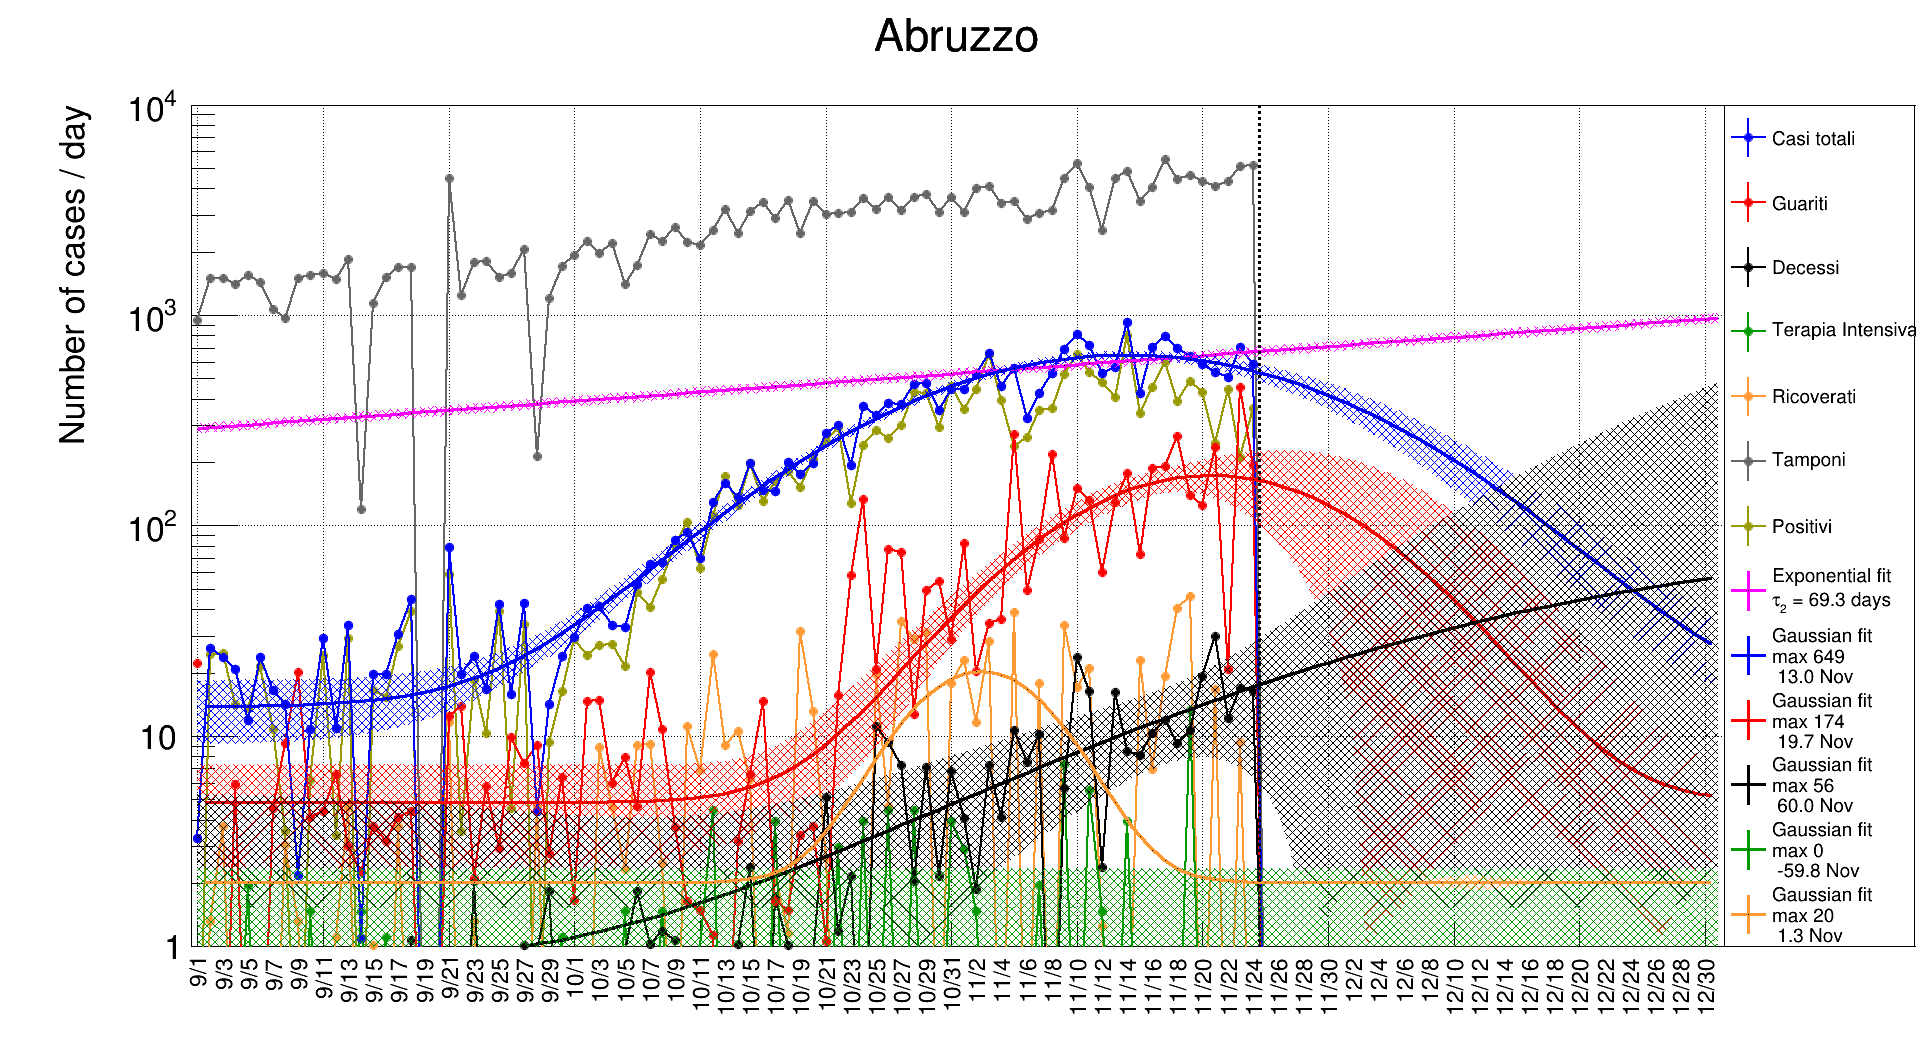 Abruzzo
Number of cases / day
10⁴
10³
10²
10
1
9/1
9/3
9/5
9/7
9/9
9/11
9/13
9/15
9/17
9/19
9/21
9/23
9/25
9/27
9/29
10/1
10/3
10/5
10/7
10/9
10/11
10/13
10/15
10/17
10/19
10/21
10/23
10/25
10/27
10/29
10/31
11/2
11/4
11/6
11/8
11/10
11/12
11/14
11/16
11/18
11/20
11/22
11/24
11/26
11/28
11/30
12/2
12/4
12/6
12/8
12/10
12/12
12/14
12/16
12/18
12/20
12/22
12/24
12/26
12/28
12/30
Casi totali
Guariti
Decessi
Terapia Intensiva
Ricoverati
Tamponi
Positivi
Exponential fit
τ₂ = 69.3 days
Gaussian fit
max 649
13.0 Nov
Gaussian fit
max 174
19.7 Nov
Gaussian fit
max 56
60.0 Nov
Gaussian fit
max 0
-59.8 Nov
Gaussian fit
max 20
1.3 Nov